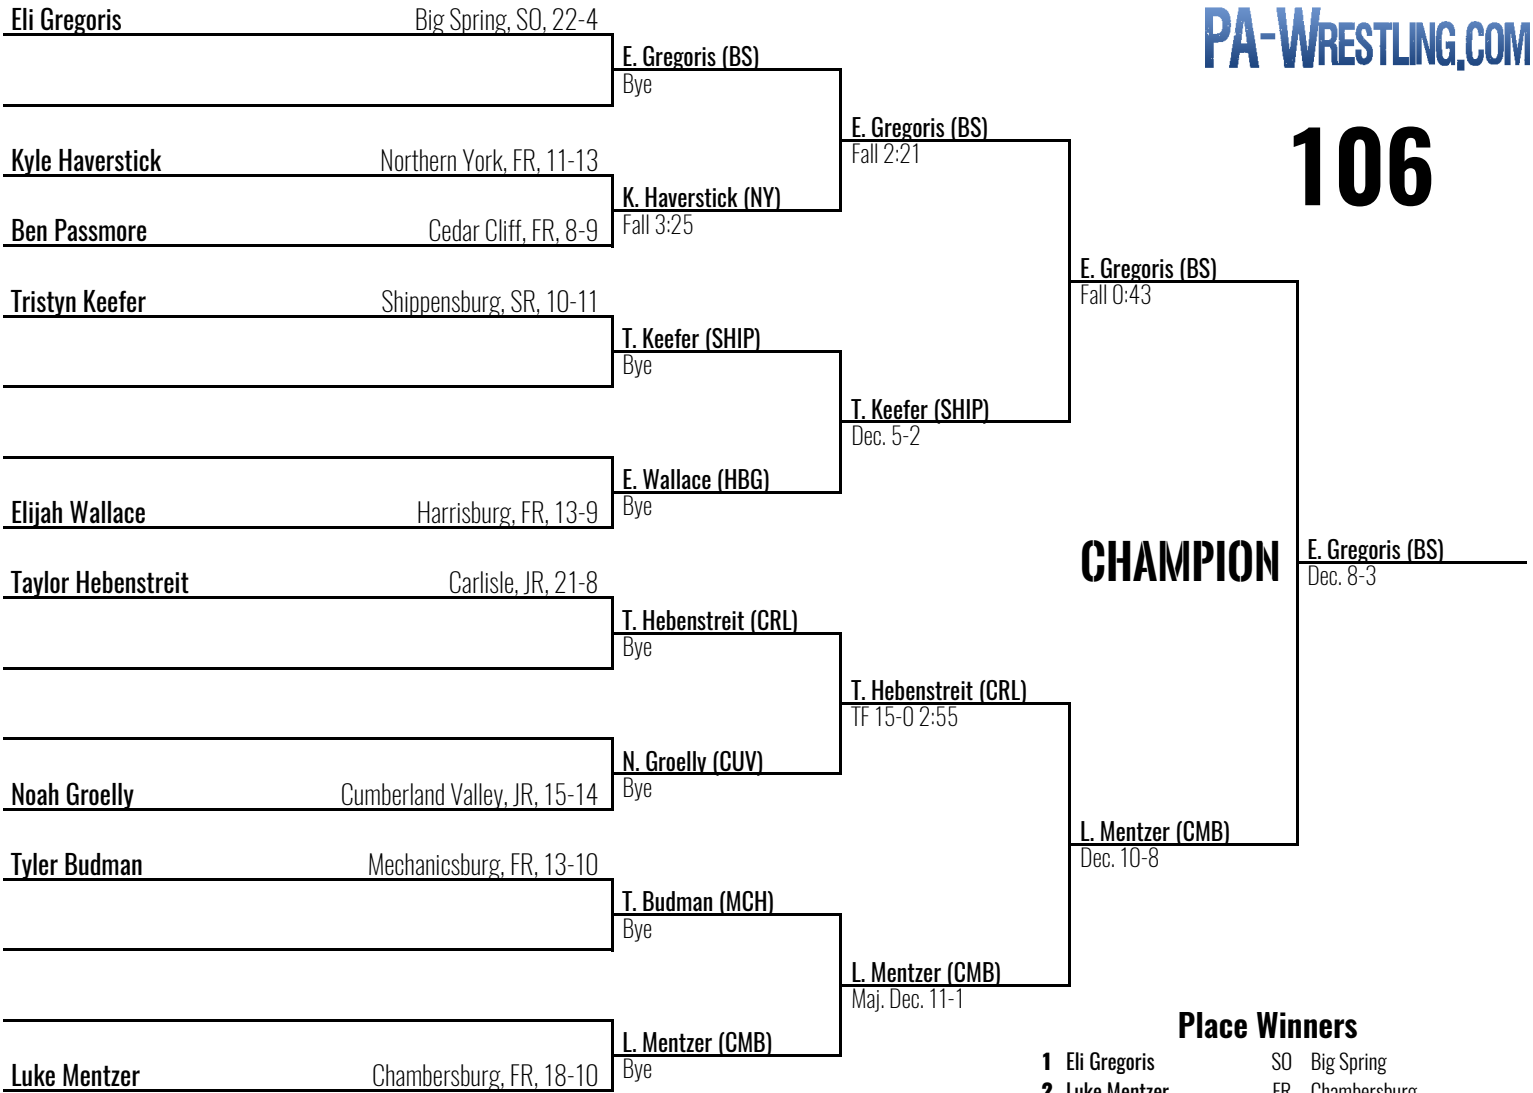 PA-WRESTLING.COM
106
Eli Gregoris Big Spring, SO, 22-4
E. Gregoris (BS)
Bye
E. Gregoris (BS)
Fall 2:21
Kyle Haverstick Northern York, FR, 11-13
K. Haverstick (NY)
Fall 3:25
Ben Passmore Cedar Cliff, FR, 8-9
E. Gregoris (BS)
Fall 0:43
Tristyn Keefer Shippensburg, SR, 10-11
T. Keefer (SHIP)
Bye
T. Keefer (SHIP)
Dec. 5-2
E. Wallace (HBG)
Bye
Elijah Wallace Harrisburg, FR, 13-9
CHAMPION
E. Gregoris (BS)
Dec. 8-3
Taylor Hebenstreit Carlisle, JR, 21-8
T. Hebenstreit (CRL)
Bye
T. Hebenstreit (CRL)
TF 15-0 2:55
N. Groelly (CUV)
Bye
Noah Groelly Cumberland Valley, JR, 15-14
L. Mentzer (CMB)
Dec. 10-8
Tyler Budman Mechanicsburg, FR, 13-10
T. Budman (MCH)
Bye
L. Mentzer (CMB)
Maj. Dec. 11-1
L. Mentzer (CMB)
Bye
Luke Mentzer Chambersburg, FR, 18-10
Place Winners
1 Eli Gregoris SO Big Spring
2 Luke Mentzer FR Chambersburg